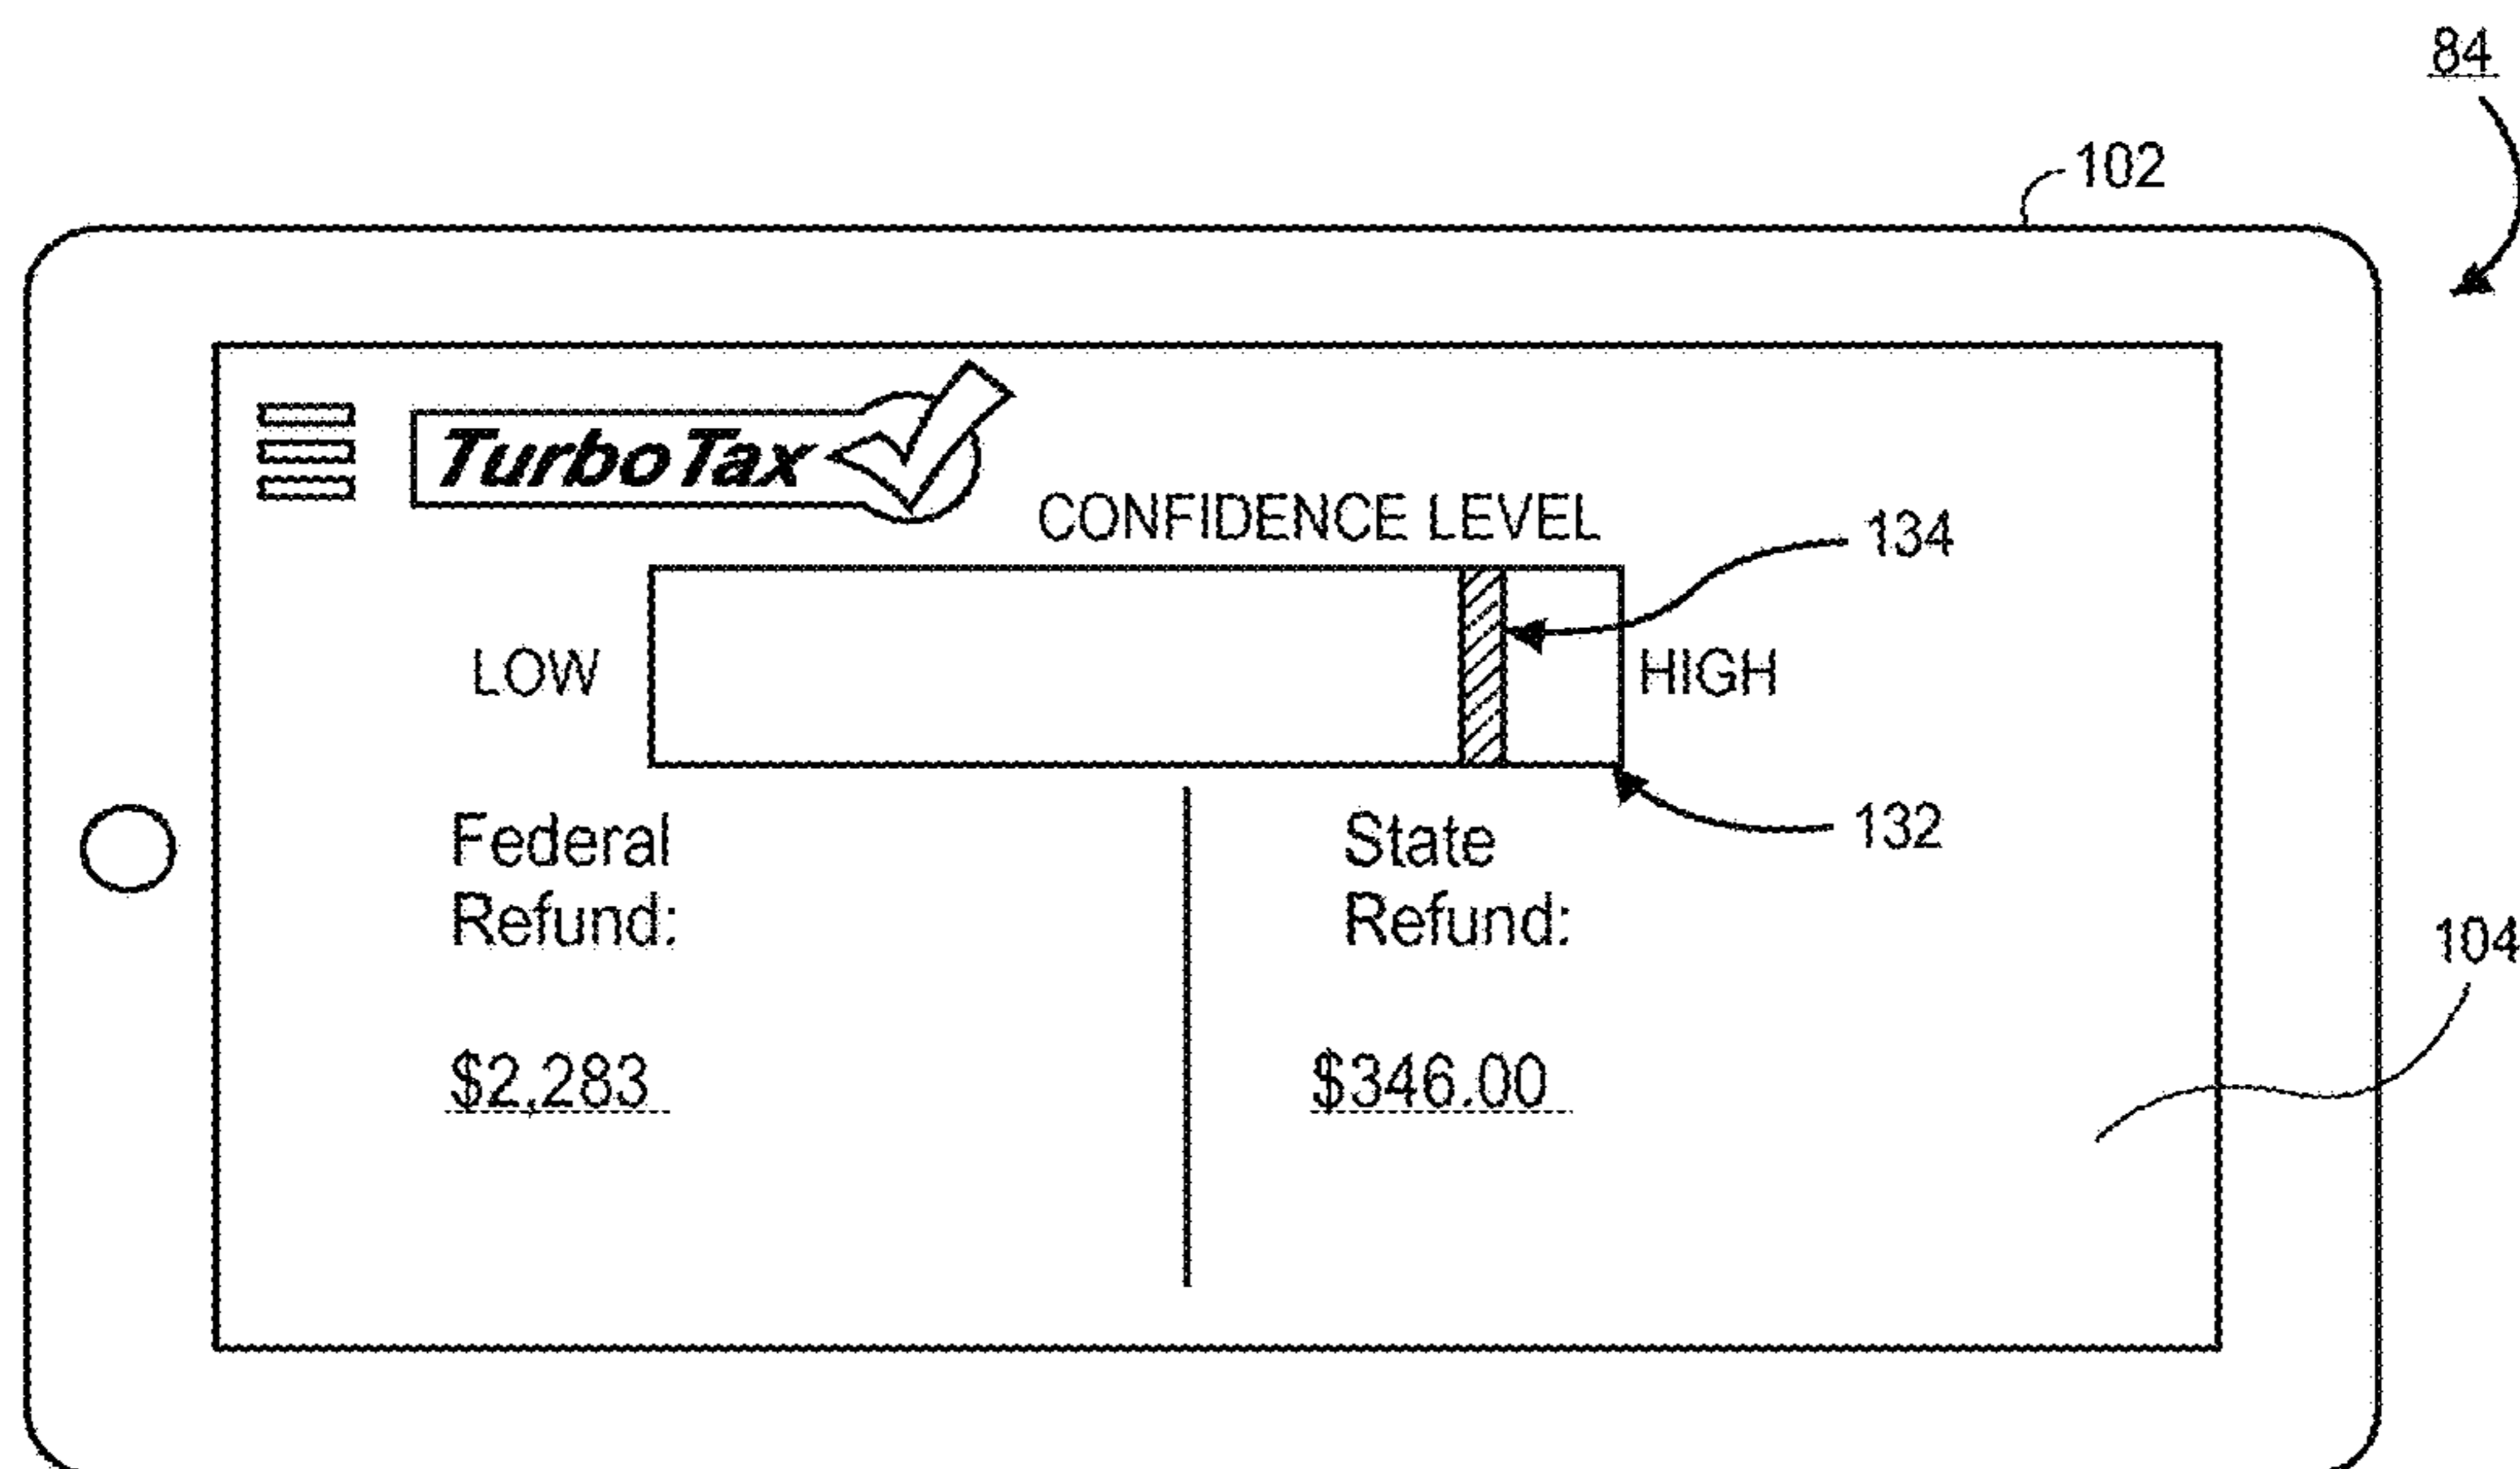 84
102
TurboTax
CONFIDENCE LEVEL
134
LOW
HIGH
132
Federal
Refund:
State
Refund:
104
$2,283
$346.00